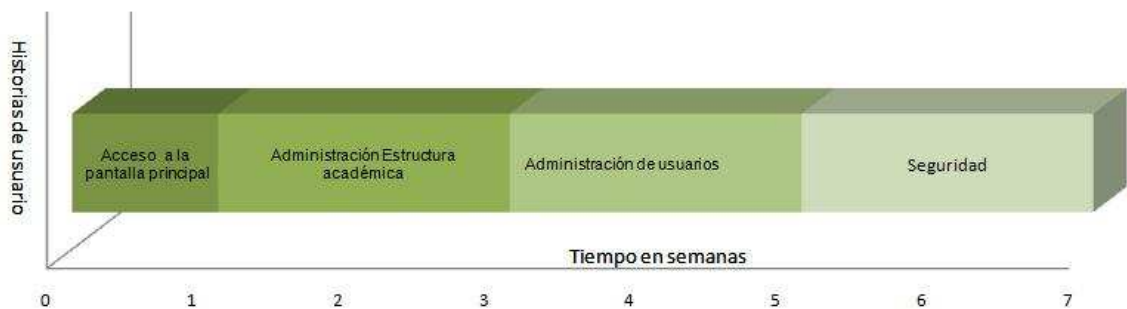 Historias de usuario
Acceso a la
pantalla principal
Administración Estructura
académica
Administración de usuarios
Seguridad
Tiempo en semanas
0 1 2 3 4 5 6 7